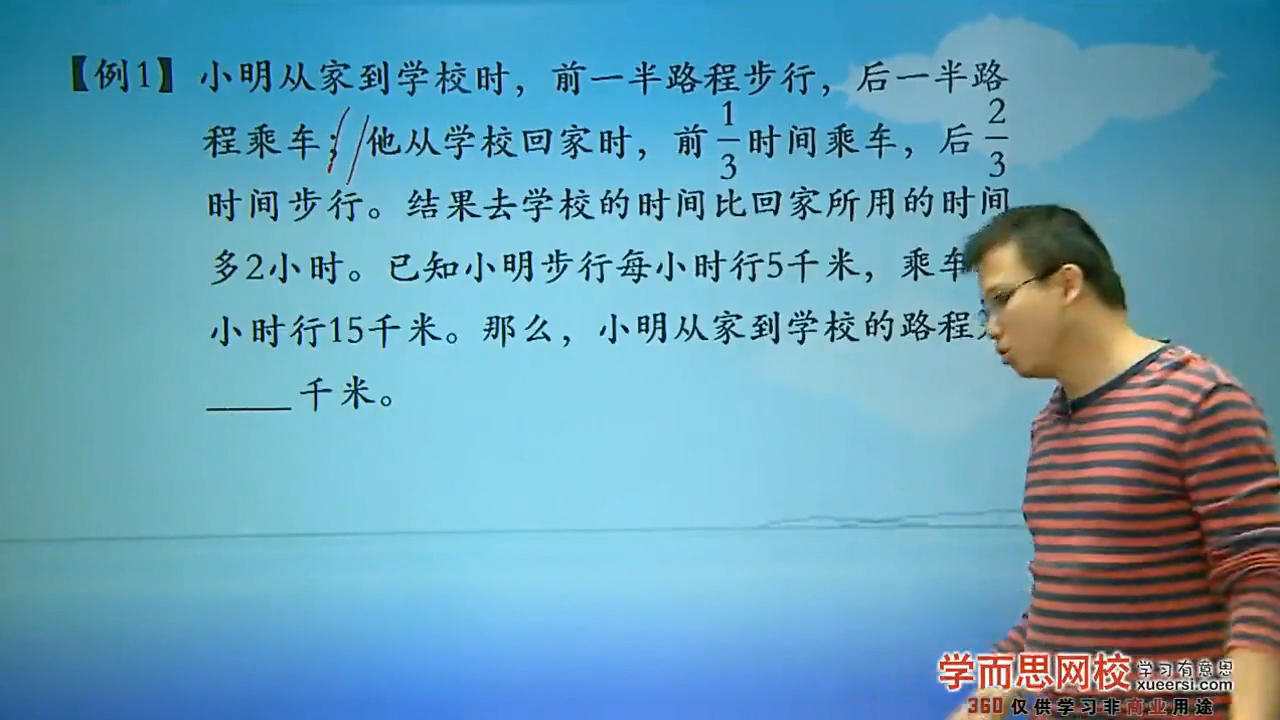 【例1】小明从家到学校时，前一半路程步行，后一半路
程乘车；他从学校回家时，前1/3时间乘车，后2/3
时间步行。结果去学校的时间比回家所用的时间
多2小时。已知小明步行每小时行5千米，乘车
小时行15千米。那么，小明从家到学校的路程
____千米。
学而思网校 学习有意思
xueersi.com
360 仅供学习非商业用途